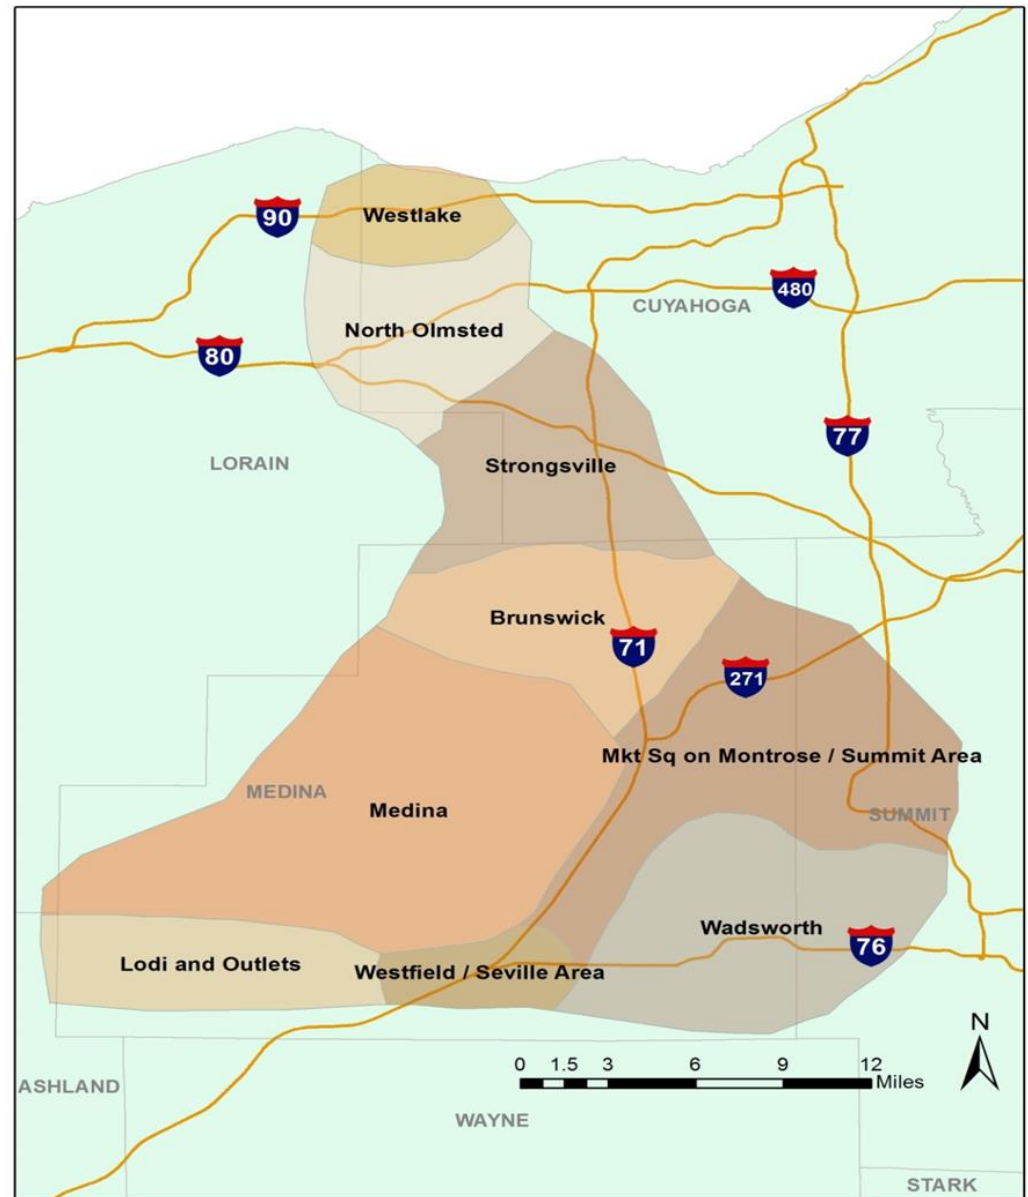 Westlake
90
480
CUYAHOGA
North Olmsted
80
77
LORAIN
Strongsville
Brunswick
71
271
Mkt Sq on Montrose / Summit Area
MEDINA
Medina
SUMMIT
Wadsworth
76
Lodi and Outlets
Westfield / Seville Area
N
0 1.5 3 6 9 12
Miles
ASHLAND
WAYNE
STARK